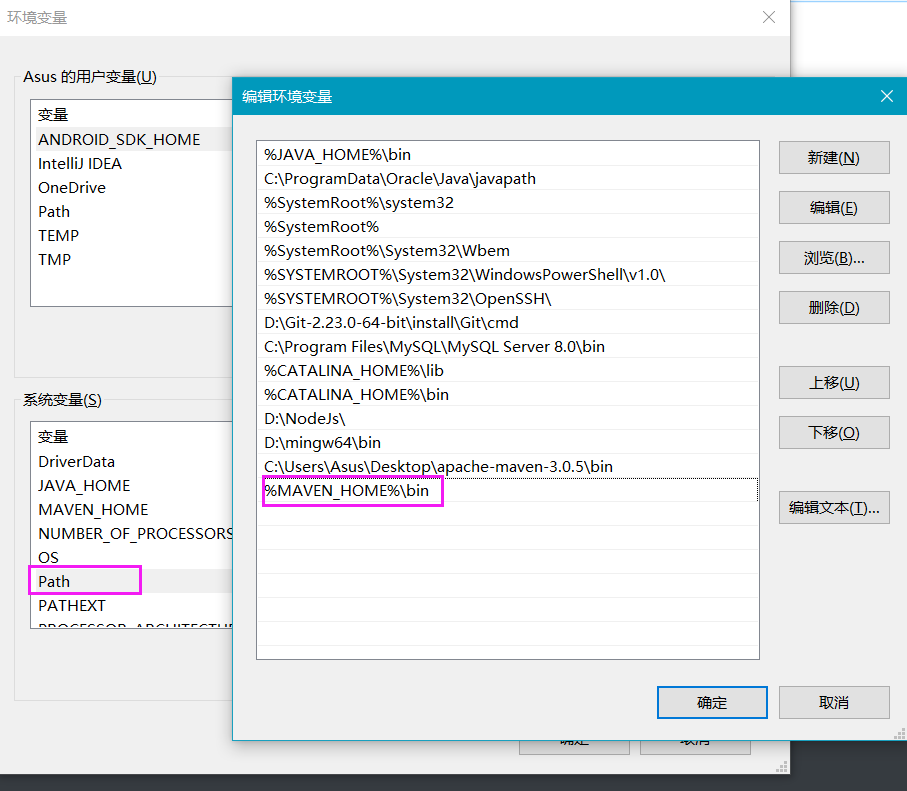 环境变量
Asus 的用户变量(U)
变量
ANDROID_SDK_HOME
IntelliJ IDEA
OneDrive
Path
TEMP
TMP
系统变量(S)
变量
DriverData
JAVA_HOME
MAVEN_HOME
NUMBER_OF_PROCESSORS
OS
Path
PATHEXT
PROCESSOR_ARCHITECTUR
编辑环境变量
%JAVA_HOME%\bin
C:\ProgramData\Oracle\Java\javapath
%SystemRoot%\system32
%SystemRoot%
%SystemRoot%\System32\Wbem
%SYSTEMROOT%\System32\WindowsPowerShell\v1.0\
%SYSTEMROOT%\System32\OpenSSH\
D:\Git-2.23.0-64-bit\install\Git\cmd
C:\Program Files\MySQL\MySQL Server 8.0\bin
%CATALINA_HOME%\lib
%CATALINA_HOME%\bin
D:\NodeJs\
D:\mingw64\bin
C:\Users\Asus\Desktop\apache-maven-3.0.5\bin
%MAVEN_HOME%\bin
新建(N)
编辑(E)
浏览(B)...
删除(D)
上移(U)
下移(O)
编辑文本(T)...
确定
取消
确定
取消